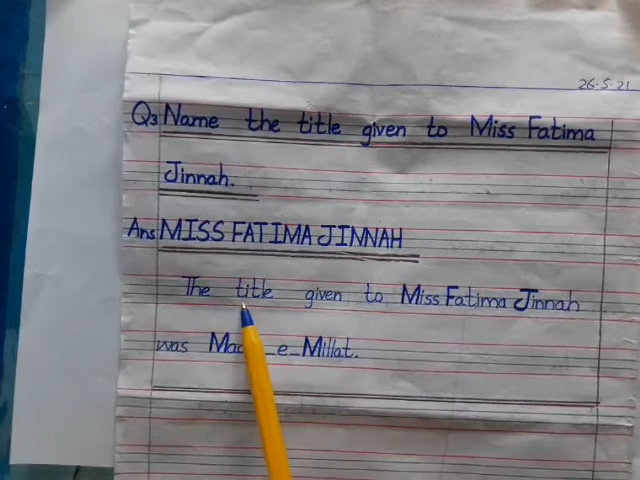 26-5-21
Q3 Name the title given to Miss Fatima
Jinnah.
Ans MISS FATIMA JINNAH
The title given to Miss Fatima Jinnah
was e_Millat.